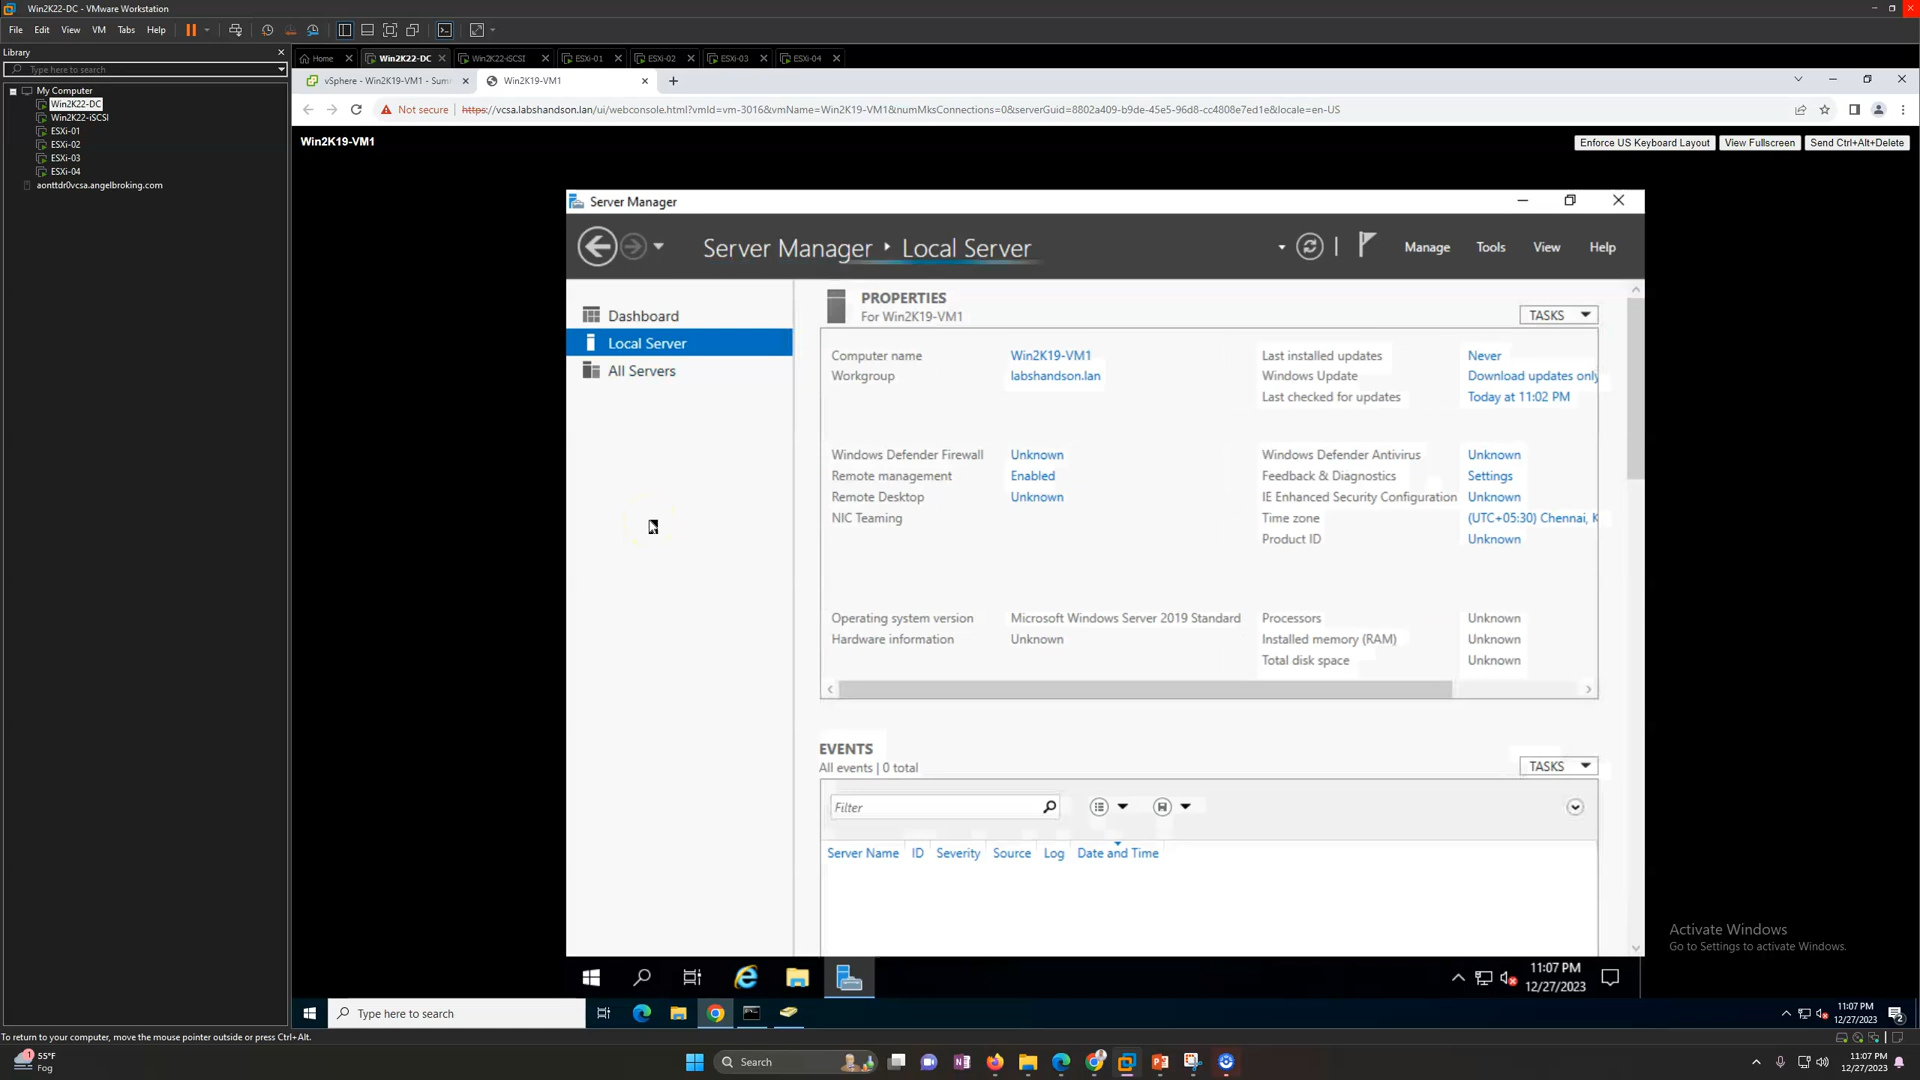 Win2K22-DC - VMware Workstation
File Edit View VM Tabs Help
Library
Type here to search
My Computer
Win2K22-DC
Win2K22-iSCSI
ESXi-01
ESXi-02
ESXi-03
ESXi-04
aonttdr0vcsa.angelbroking.com
Home Win2K22-DC Win2K22-iSCSI ESXi-01 ESXi-02 ESXi-03 ESXi-04
vSphere - Win2K19-VM1 - Sum Win2K19-VM1
Not secure https://vcsa.labshandson.lan/ui/webconsole.html?vmId=vm-3016&vmName=Win2K19-VM1&numMksConnections=0&serverGuid=8802a409-b9de-45e5-96d8-cc4808e7ed1e&locale=en-US
Win2K19-VM1 Enforce US Keyboard Layout View Fullscreen Send Ctrl+Alt+Delete
Server Manager
Server Manager Local Server Manage Tools View Help
Dashboard
Local Server
All Servers
PROPERTIES
For Win2K19-VM1
TASKS
Computer name Win2K19-VM1 Last installed updates Never
Workgroup labshandson.lan Windows Update Download updates only
Last checked for updates Today at 11:02 PM
Windows Defender Firewall Unknown Windows Defender Antivirus Unknown
Remote management Enabled Feedback & Diagnostics Settings
Remote Desktop Unknown IE Enhanced Security Configuration Unknown
NIC Teaming Time zone (UTC+05:30) Chennai, K
Product ID Unknown
Operating system version Microsoft Windows Server 2019 Standard Processors Unknown
Hardware information Unknown Installed memory (RAM) Unknown
Total disk space Unknown
EVENTS
All events | 0 total
TASKS
Filter
Server Name ID Severity Source Log Date and Time
Activate Windows
Go to Settings to activate Windows.
11:07 PM
12/27/2023
Type here to search
11:07 PM
12/27/2023
2
To return to your computer, move the mouse pointer outside or press Ctrl+Alt.
1
55°F
Fog
Search
11:07 PM
12/27/2023